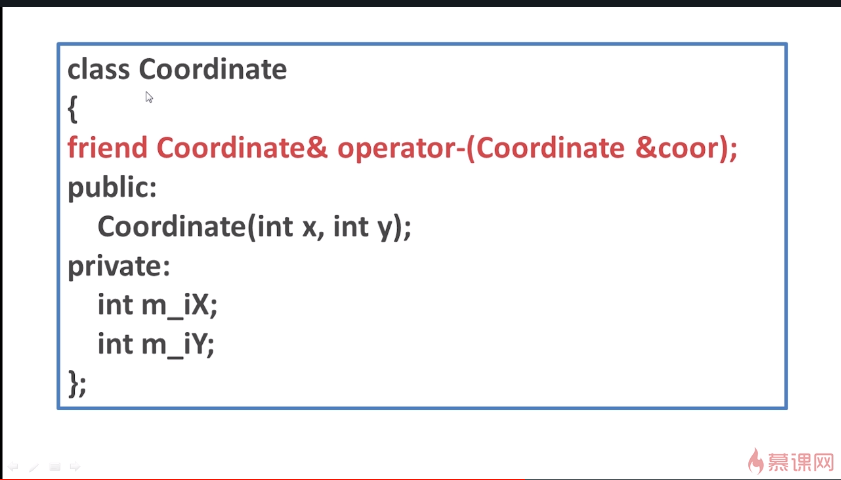 class Coordinate
{
friend Coordinate& operator-(Coordinate &coor);
public:
Coordinate(int x, int y);
private:
int m_iX;
int m_iY;
};
慕课网